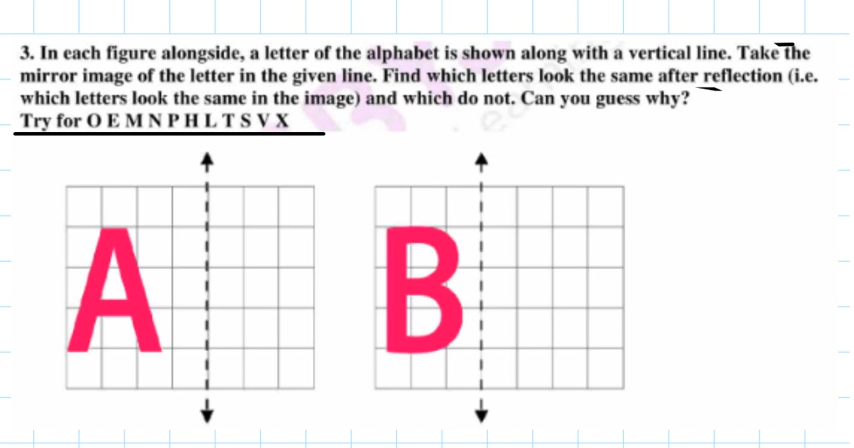 3. In each figure alongside, a letter of the alphabet is shown along with a vertical line. Take the
mirror image of the letter in the given line. Find which letters look the same after reflection (i.e.
which letters look the same in the image) and which do not. Can you guess why?
Try for O E M N P H L T S V X
A B